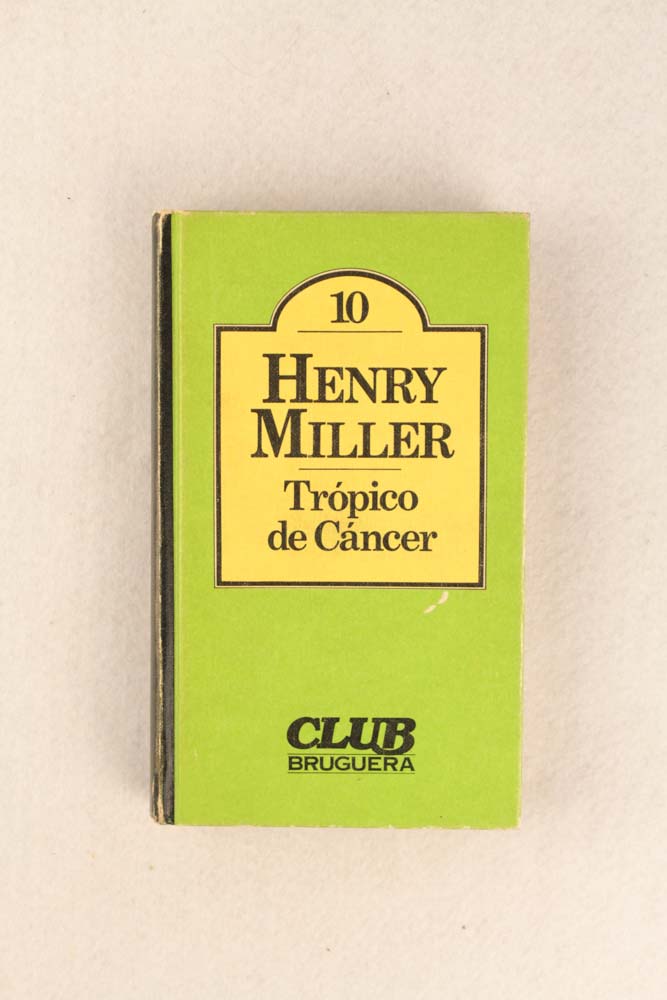 10
HENRY
MILLER
Trópico
de Cáncer
CLUB
BRUGUERA